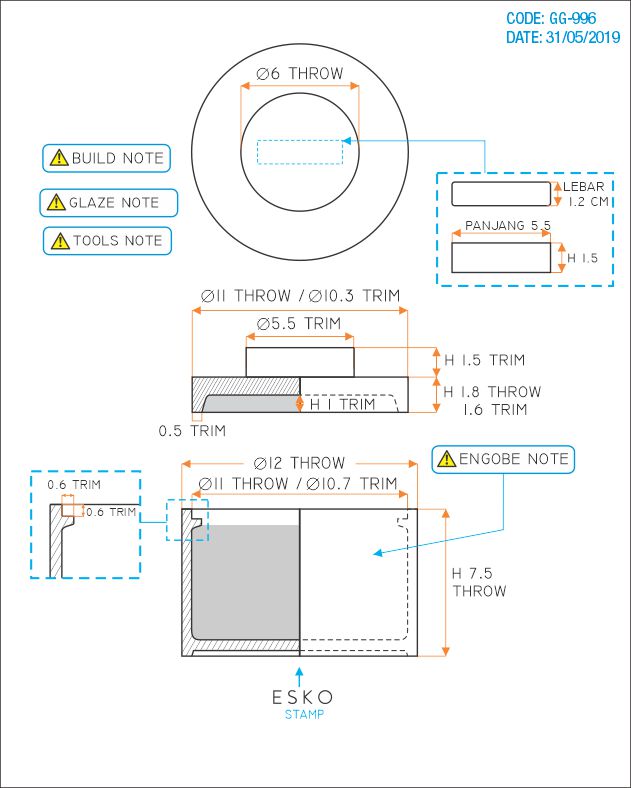 CODE: GG-996
DATE: 31/05/2019
Ø6 THROW
BUILD NOTE
GLAZE NOTE
TOOLS NOTE
LEBAR
1.2 CM
PANJANG 5.5
H 1.5
Ø11 THROW / Ø10.3 TRIM
Ø5.5 TRIM
H 1.5 TRIM
H 1.8 THROW
1.6 TRIM
H 1 TRIM
0.5 TRIM
Ø12 THROW
ENGOBE NOTE
Ø11 THROW / Ø10.7 TRIM
0.6 TRIM
0.6 TRIM
H 7.5
THROW
ESKO
STAMP